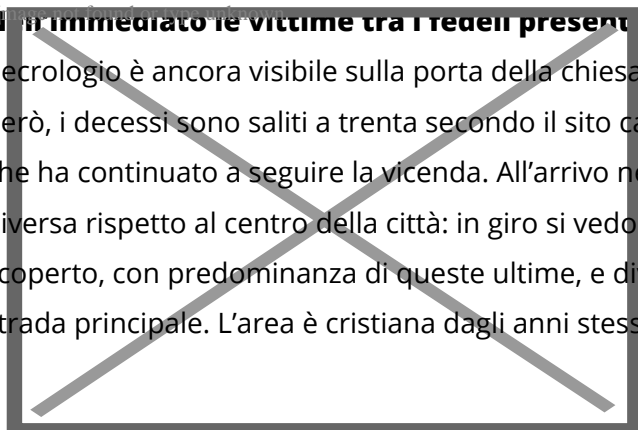 mage not found or type unknown
ll’immediato le vittime tra i fedeli present
ecrologio è ancora visibile sulla porta della chiesa
erò, i decessi sono saliti a trenta secondo il sito ca
he ha continuato a seguire la vicenda. All’arrivo ne
iversa rispetto al centro della città: in giro si vedo
coperto, con predominanza di queste ultime, e di
trada principale. L’area è cristiana dagli anni stess